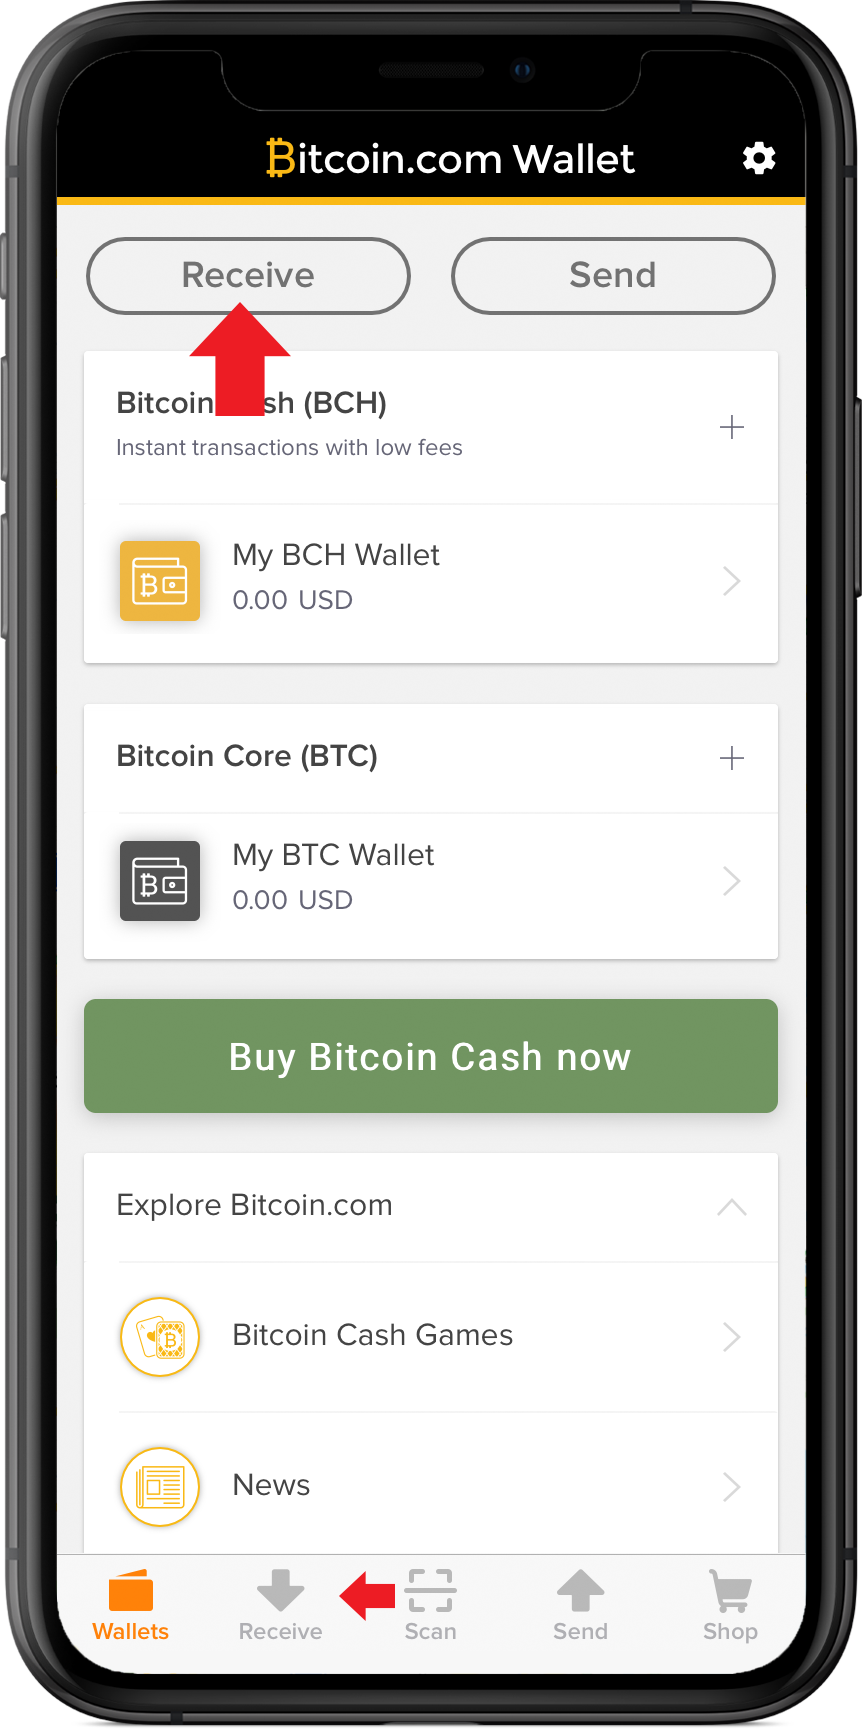 Bitcoin.com Wallet
Receive
Send
Bitcoin Cash (BCH)
Instant transactions with low fees
My BCH Wallet
0.00 USD
Bitcoin Core (BTC)
My BTC Wallet
0.00 USD
Buy Bitcoin Cash now
Explore Bitcoin.com
Bitcoin Cash Games
News
Wallets
Receive
Scan
Send
Shop